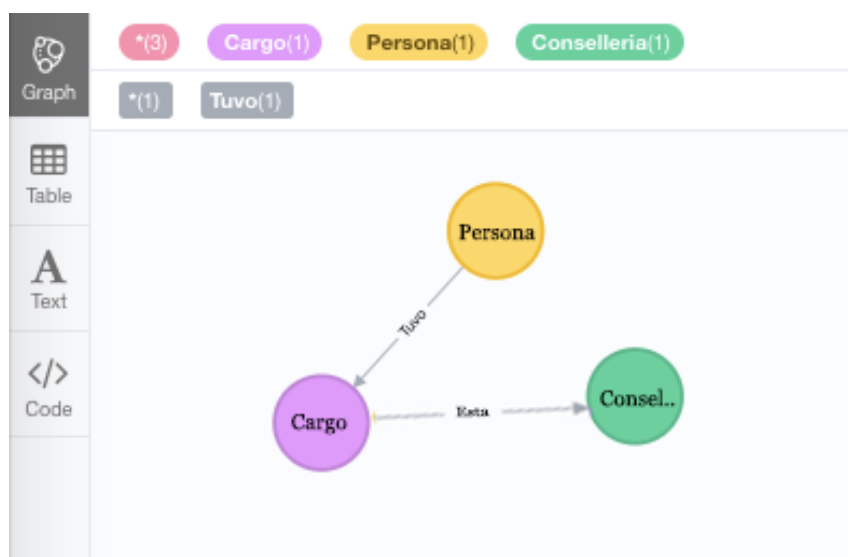 *(3) Cargo(1) Persona(1) Conselleria(1)
Graph
*(1) Tuvo(1)
Table
Persona
A
Text
Tuvo
</>
Code
Cargo
Esta
Consel..